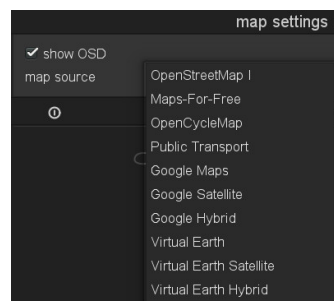 map settings
show OSD
map source
OpenStreetMap I
Maps-For-Free
OpenCycleMap
Public Transport
Google Maps
Google Satellite
Google Hybrid
Virtual Earth
Virtual Earth Satellite
Virtual Earth Hybrid